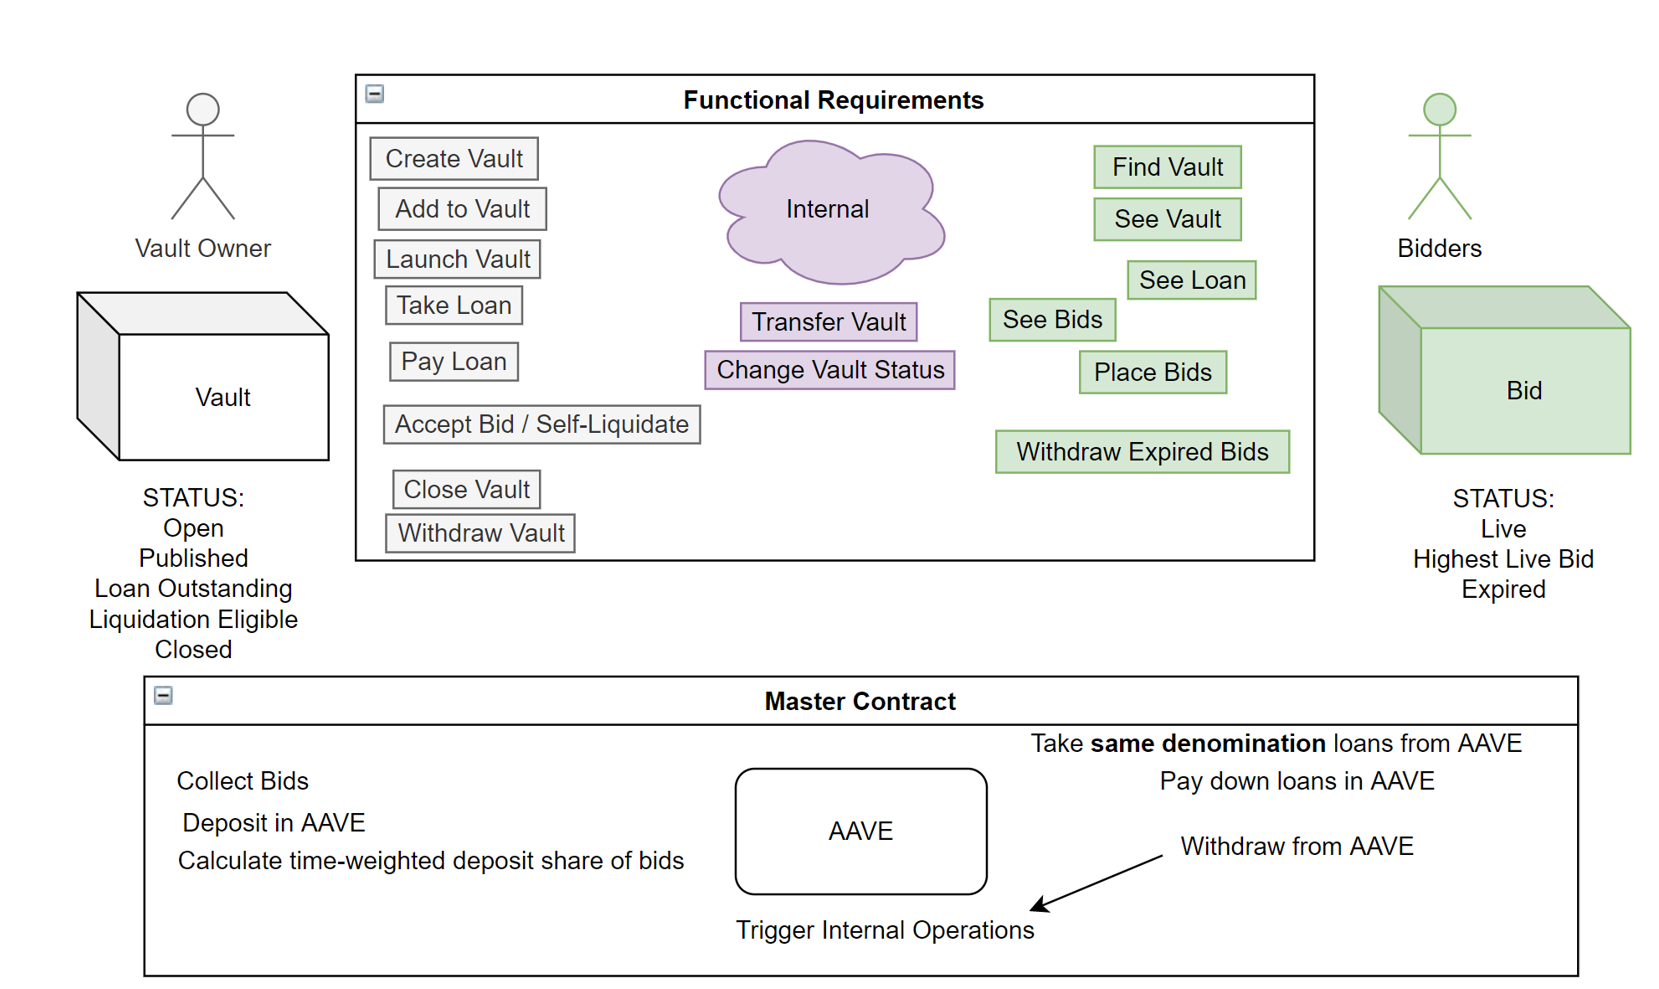 Functional Requirements
Vault Owner
Vault
STATUS:
Open
Published
Loan Outstanding
Liquidation Eligible
Closed
Create Vault
Add to Vault
Launch Vault
Take Loan
Pay Loan
Accept Bid / Self-Liquidate
Close Vault
Withdraw Vault
Internal
Transfer Vault
Change Vault Status
Find Vault
See Vault
See Loan
See Bids
Place Bids
Withdraw Expired Bids
Bidders
Bid
STATUS:
Live
Highest Live Bid
Expired
Master Contract
Collect Bids
Deposit in AAVE
Calculate time-weighted deposit share of bids
AAVE
Trigger Internal Operations
Take same denomination loans from AAVE
Pay down loans in AAVE
Withdraw from AAVE